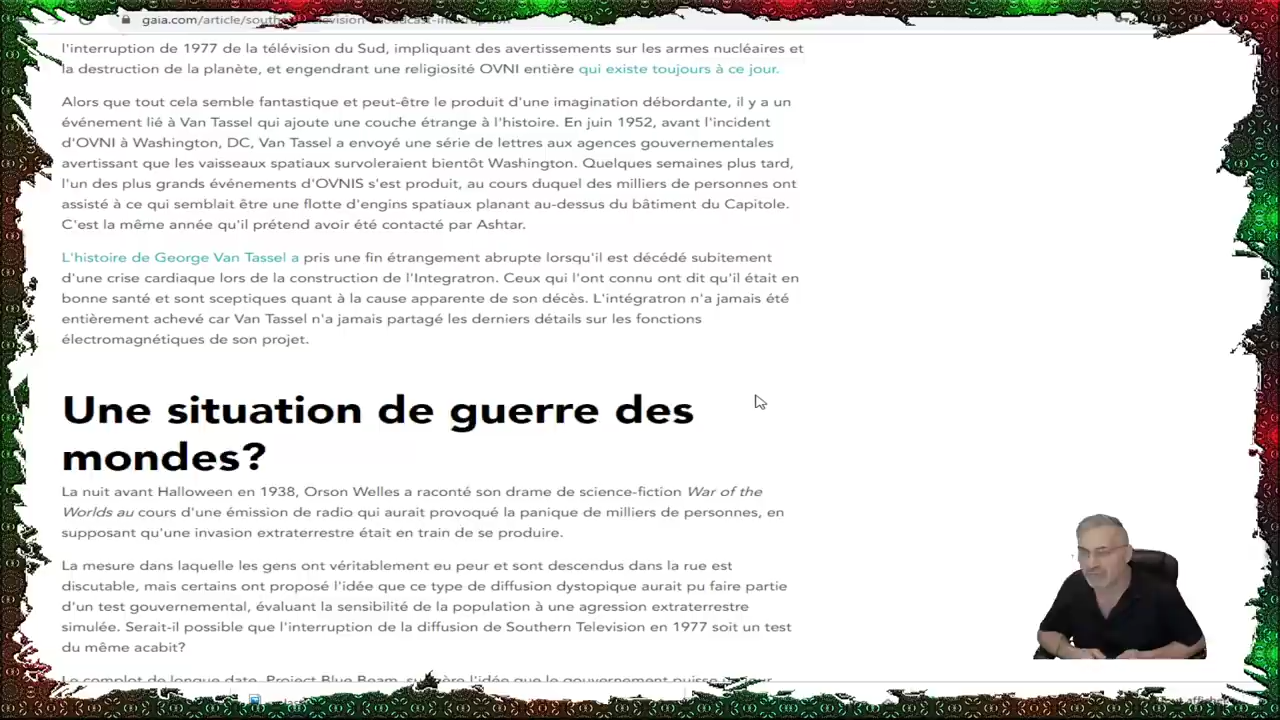 gaia.com/article/south
l'interruption de 1977 de la télévision du Sud, impliquant des avertissements sur les armes nucléaires et
la destruction de la planète, et engendrant une religiosité OVNI entière qui existe toujours à ce jour.
Alors que tout cela semble fantastique et peut-être le produit d'une imagination débordante, il y a un
événement lié à Van Tassel qui ajoute une couche étrange à l'histoire. En juin 1952, avant l'incident
d'OVNI à Washington, DC, Van Tassel a envoyé une série de lettres aux agences gouvernementales
avertissant que les vaisseaux spatiaux survoleraient bientôt Washington. Quelques semaines plus tard,
l'un des plus grands événements d'OVNIS s'est produit, au cours duquel des milliers de personnes ont
assisté à ce qui semblait être une flotte d'engins spatiaux planant au-dessus du bâtiment du Capitole.
C'est la même année qu'il prétend avoir été contacté par Ashtar.
L'histoire de George Van Tassel a pris une fin étrangement abrupte lorsqu'il est décédé subitement
d'une crise cardiaque lors de la construction de l'Integratron. Ceux qui l'ont connu ont dit qu'il était en
bonne santé et sont sceptiques quant à la cause apparente de son décès. L'intégratron n'a jamais été
entièrement achevé car Van Tassel n'a jamais partagé les derniers détails sur les fonctions
électromagnétiques de son projet.
Une situation de guerre des
mondes?
La nuit avant Halloween en 1938, Orson Welles a raconté son drame de science-fiction War of the
Worlds au cours d'une émission de radio qui aurait provoqué la panique de milliers de personnes, en
supposant qu'une invasion extraterrestre était en train de se produire.
La mesure dans laquelle les gens ont véritablement eu peur et sont descendus dans la rue est
discutable, mais certains ont proposé l'idée que ce type de diffusion dystopique aurait pu faire partie
d'un test gouvernemental, évaluant la sensibilité de la population à une agression extraterrestre
simulée. Serait-il possible que l'interruption de la diffusion de Southern Television en 1977 soit un test
du même acabit?
Le complot de longue date, Project Blue Beam, suggère l'idée que le gouvernement puisse